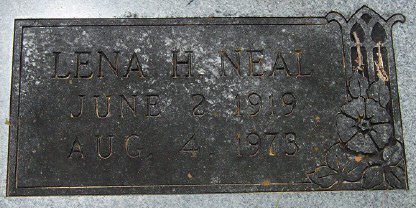 LENA H. NEAL
JUNE 2 1919
AUG. 4 1973